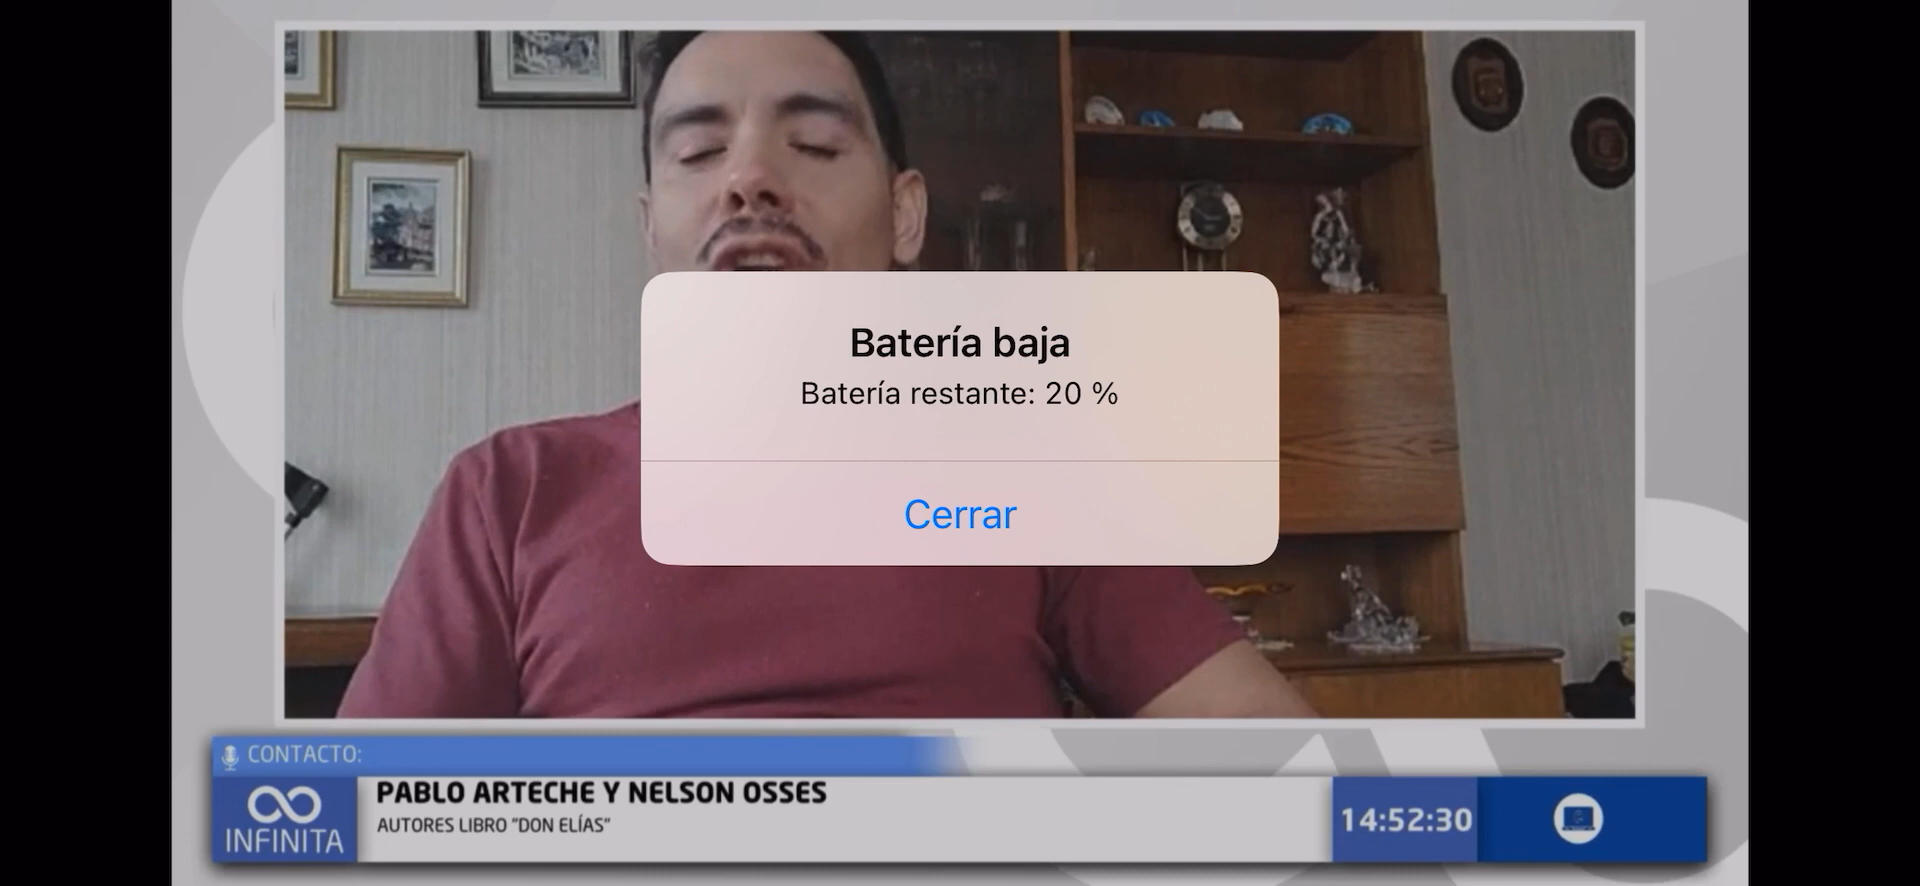 Batería baja
Batería restante: 20 %
Cerrar
CONTACTO:
PABLO ARTECHE Y NELSON OSSES
AUTORES LIBRO "DON ELÍAS"
INFINITA
14:52:30